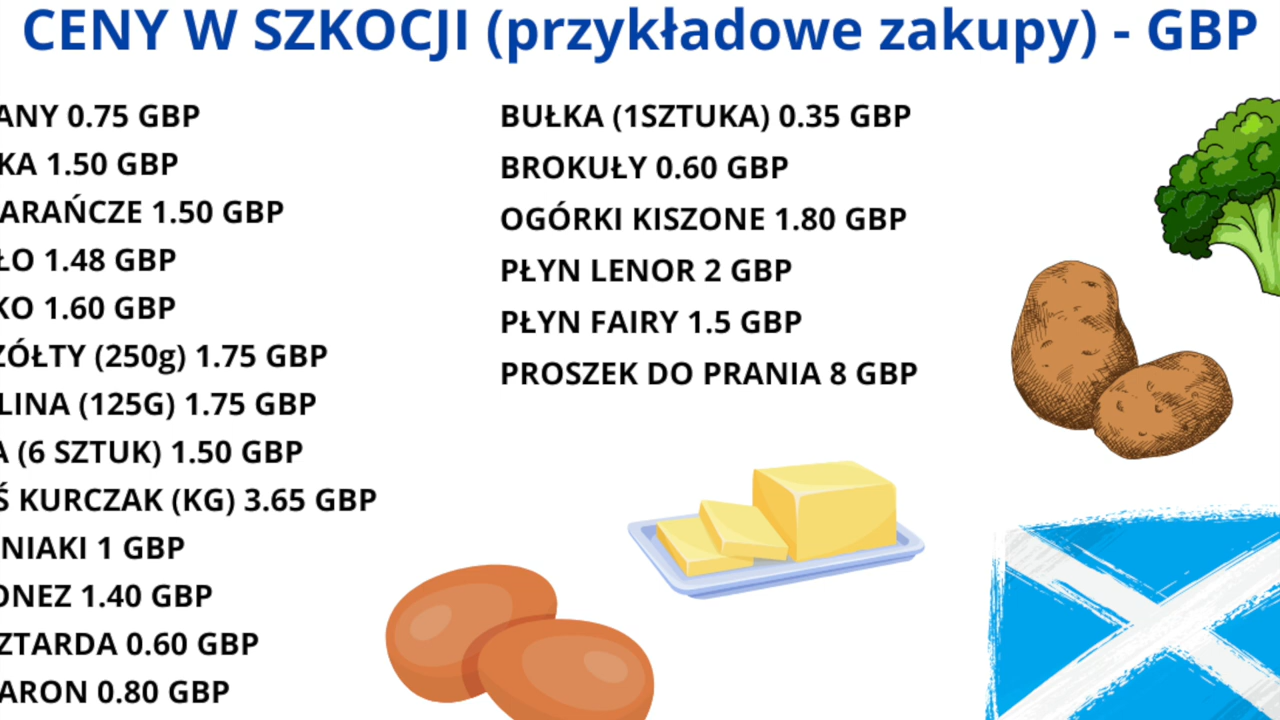 CENY W SZKOCJI (przykładowe zakupy) - GBP
ANY 0.75 GBP
KA 1.50 GBP
ARAŃCZE 1.50 GBP
ŁO 1.48 GBP
KO 1.60 GBP
ŻÓŁTY (250g) 1.75 GBP
LINA (125G) 1.75 GBP
A (6 SZTUK) 1.50 GBP
Ś KURCZAK (KG) 3.65 GBP
NIAKI 1 GBP
ONEZ 1.40 GBP
ZTARDA 0.60 GBP
ARON 0.80 GBP
BUŁKA (1SZTUKA) 0.35 GBP
BROKUŁY 0.60 GBP
OGÓRKI KISZONE 1.80 GBP
PŁYN LENOR 2 GBP
PŁYN FAIRY 1.5 GBP
PROSZEK DO PRANIA 8 GBP